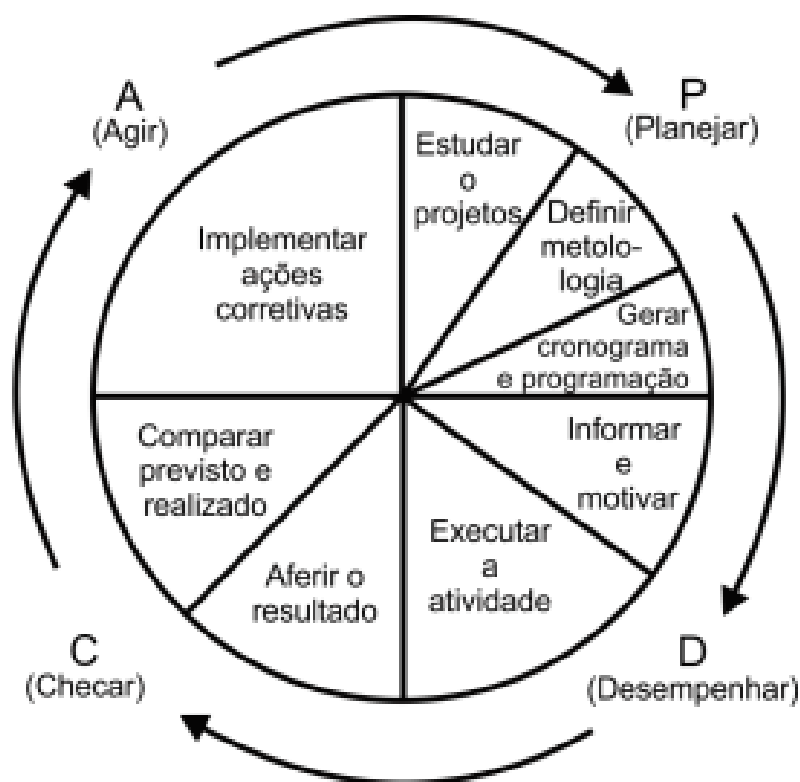 A
(Agir)
P
(Planejar)
Estudar
o
projetos
Definir
metolo-
logia
Gerar
cronograma
e programação
Informar
e
motivar
Executar
a
atividade
D
(Desempenhar)
Aferir o
resultado
Comparar
previsto e
realizado
C
(Checar)
Implementar
ações
corretivas